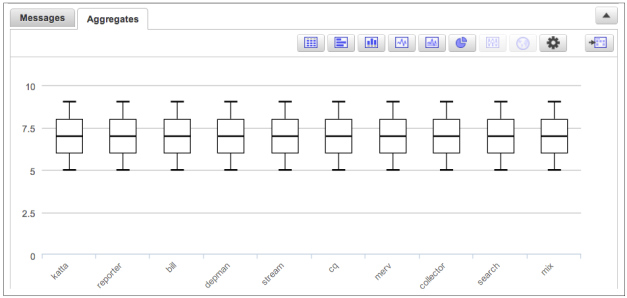 Messages
Aggregates
10
7.5
5
2.5
0
katta
reporter
bill
depman
stream
cq
merv
collector
search
mix